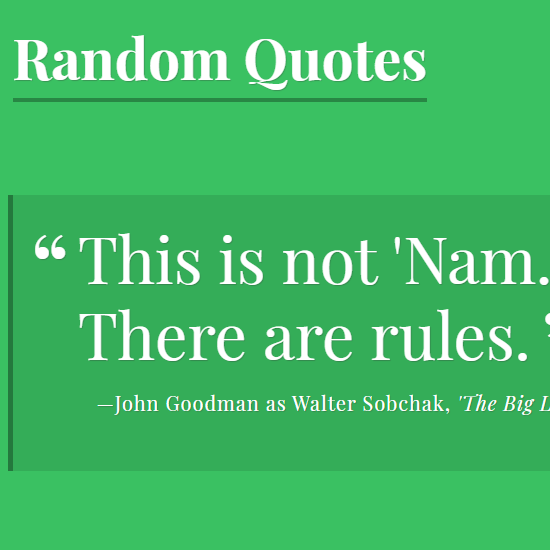 Random Quotes
“ This is not 'Nam.
There are rules. ”
—John Goodman as Walter Sobchak, 'The Big